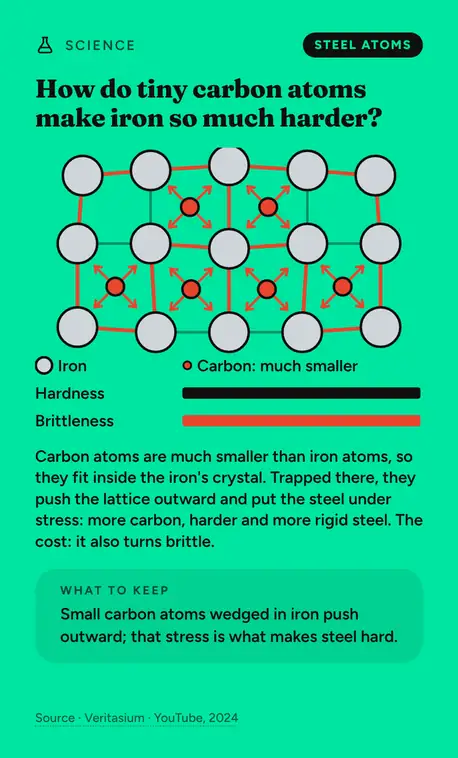 SCIENCE
STEEL ATOMS
How do tiny carbon atoms
make iron so much harder?
Iron
Carbon: much smaller
Hardness
Brittleness
Carbon atoms are much smaller than iron atoms, so
they fit inside the iron's crystal. Trapped there, they
push the lattice outward and put the steel under
stress: more carbon, harder and more rigid steel. The
cost: it also turns brittle.
WHAT TO KEEP
Small carbon atoms wedged in iron push
outward; that stress is what makes steel hard.
Source · Veritasium · YouTube, 2024